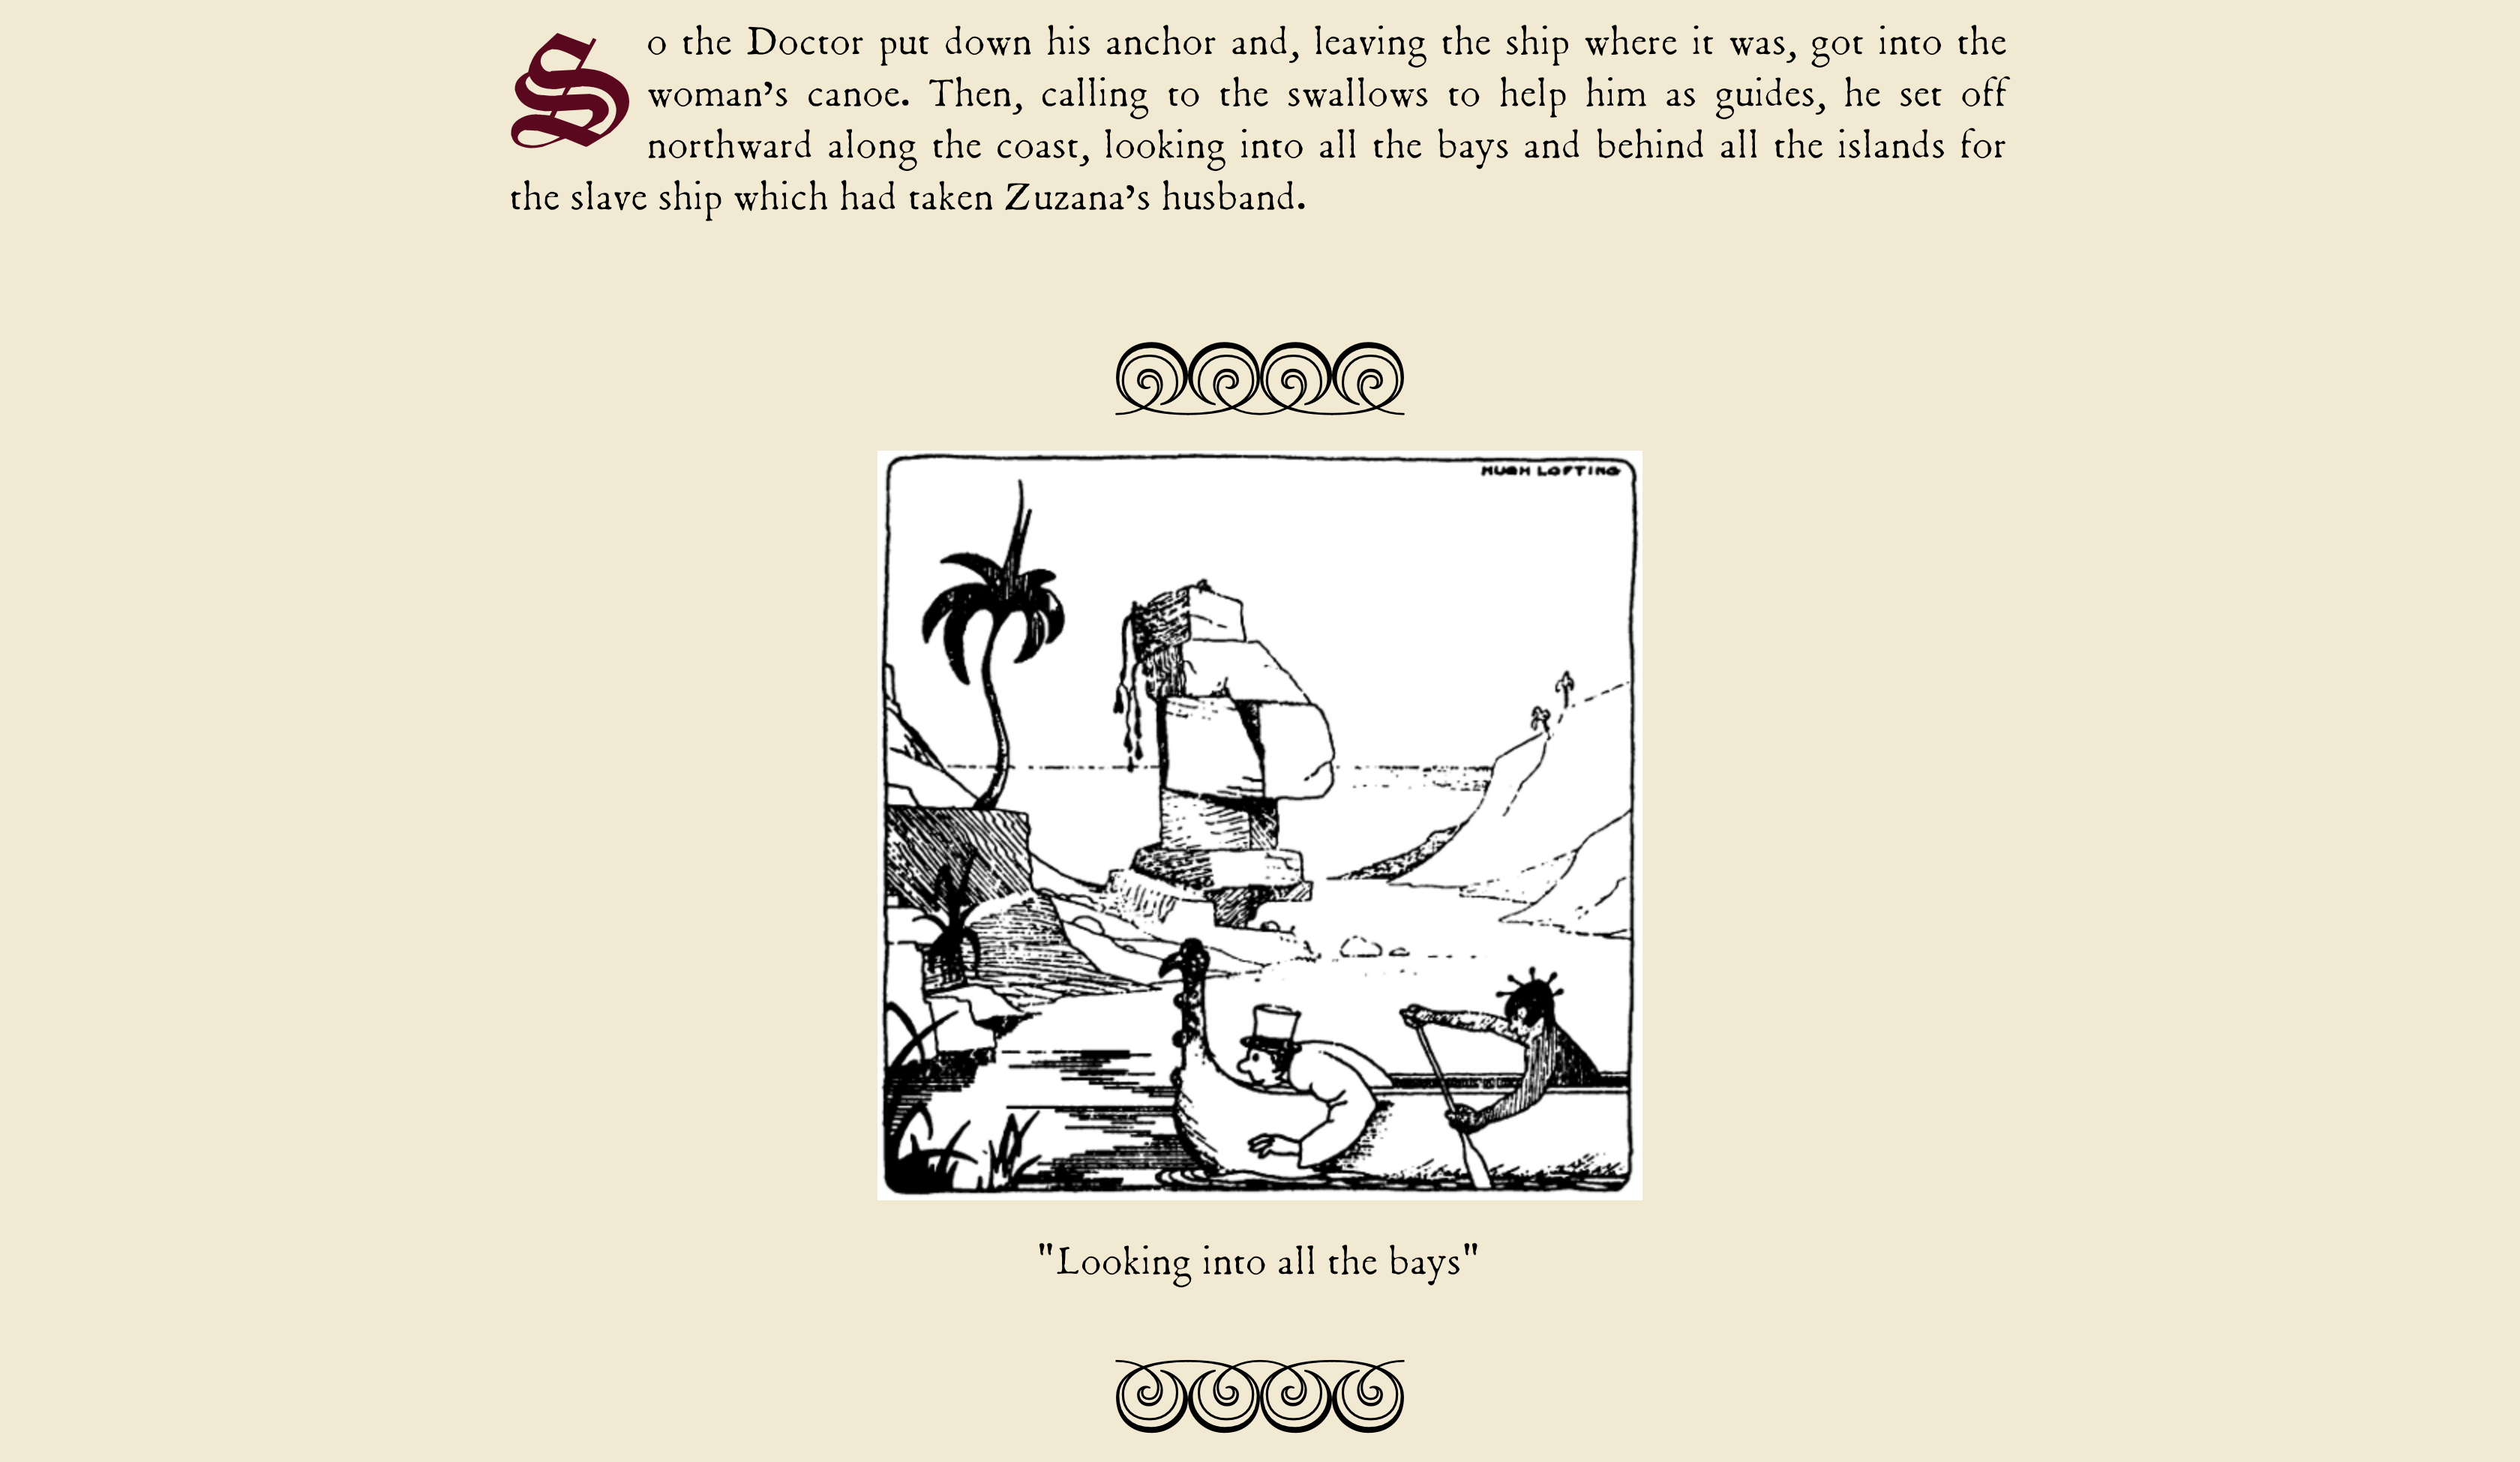 So the Doctor put down his anchor and, leaving the ship where it was, got into the
woman’s canoe. Then, calling to the swallows to help him as guides, he set off
northward along the coast, looking into all the bays and behind all the islands for
the slave ship which had taken Zuzana’s husband.
HUGH LOFTING
"Looking into all the bays"